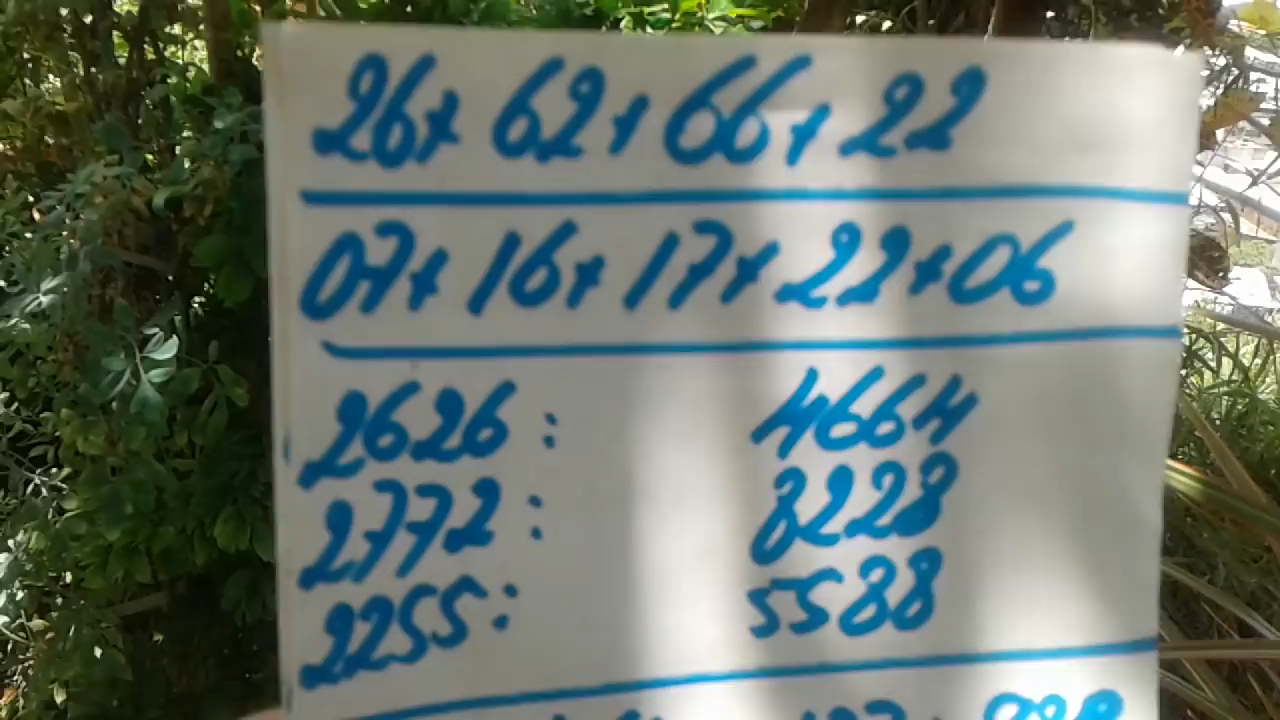 26+ 62+ 66+ 22
07+ 16+ 17+ 22+06
2626: 4664
2772: 8228
2255: 5588